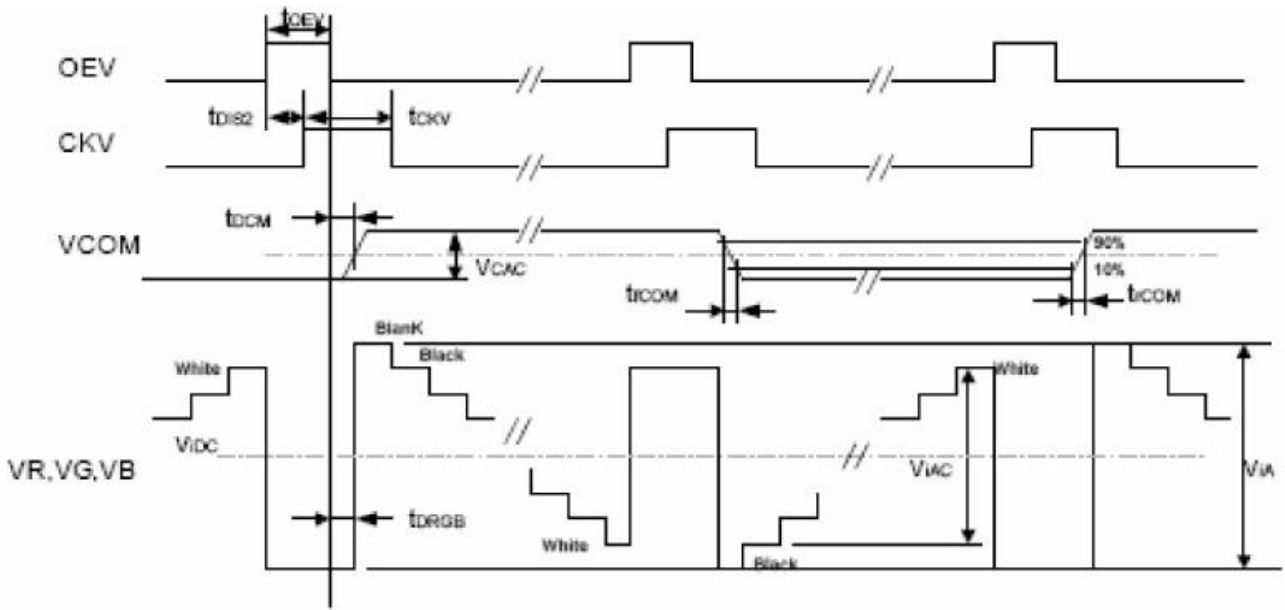 tOEV
OEV
tDIS2
tCKV
CKV
tDCM
VCOM
VCAC
90%
10%
tfCOM
trCOM
BlanK
White
Black
White
ViDC
VR,VG,VB
ViAC
ViA
tDRGB
White
Black